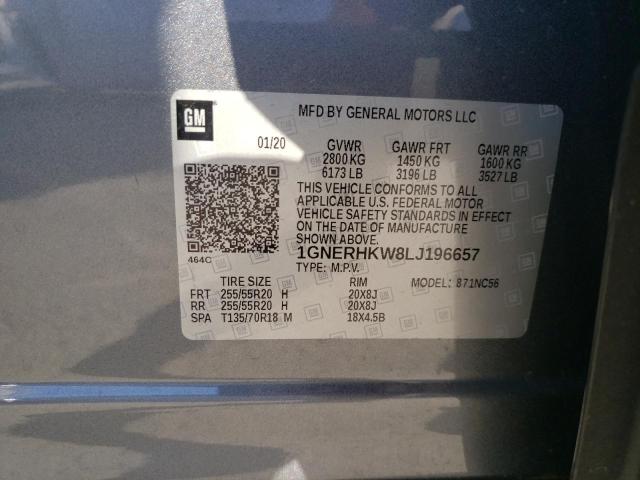 MFD BY GENERAL MOTORS LLC
GM
01/20
GVWR GAWR FRT GAWR RR
2800 KG 1450 KG 1600 KG
6173 LB 3196 LB 3527 LB
THIS VEHICLE CONFORMS TO ALL
APPLICABLE U.S. FEDERAL MOTOR
VEHICLE SAFETY STANDARDS IN EFFECT
ON THE DATE OF MANUFACTURE
SHOWN ABOVE.
464C
1GNERHKW8LJ196657
TYPE: M.P.V. MODEL: 871NC56
TIRE SIZE RIM
FRT 255/55R20 H 20X8J
RR 255/55R20 H 20X8J
SPA T135/70R18 M 18X4.5B